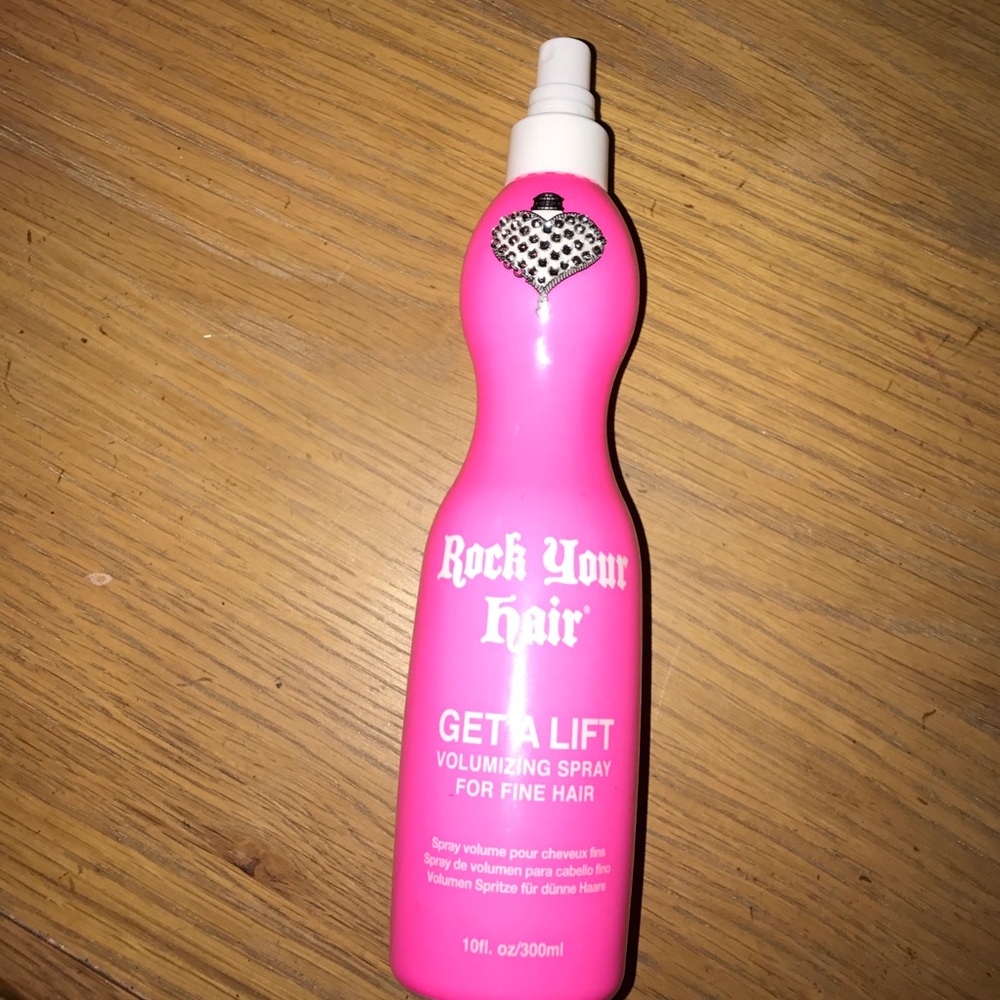 Rock Your
Hair®
GET A LIFT
VOLUMIZING SPRAY
FOR FINE HAIR
Spray volume pour cheveux fins
Spray de volumen para cabello fino
Volumen Spritze für dünne Haare
10fl. oz/300ml